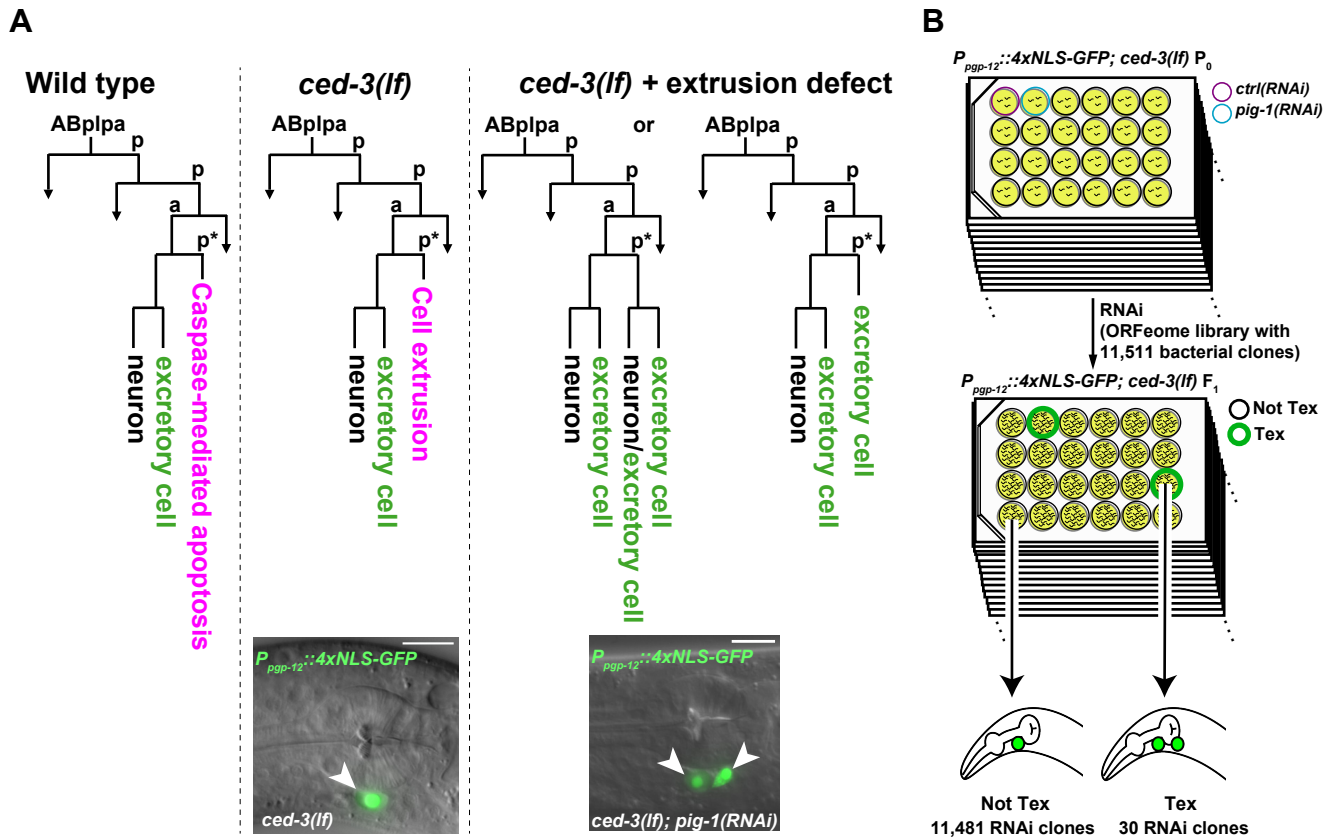 A
Wild type
ABplpa
p
p
a
p*
neuron
excretory cell
Caspase-mediated apoptosis
ced-3(lf)
ABplpa
p
p
a
p*
neuron
excretory cell
Cell extrusion
P pgp-12::4xNLS-GFP
ced-3(lf)
ced-3(lf) + extrusion defect
ABplpa
p
p
a
p*
neuron
excretory cell
neuron/excretory cell
excretory cell
or
ABplpa
p
p
a
p*
neuron
excretory cell
excretory cell
P pgp-12::4xNLS-GFP
ced-3(lf); pig-1(RNAi)
B
P pgp-12::4xNLS-GFP; ced-3(lf) P0
ctrl(RNAi)
pig-1(RNAi)
RNAi
(ORFeome library with
11,511 bacterial clones)
P pgp-12::4xNLS-GFP; ced-3(lf) F1
Not Tex
Tex
Not Tex
11,481 RNAi clones
Tex
30 RNAi clones